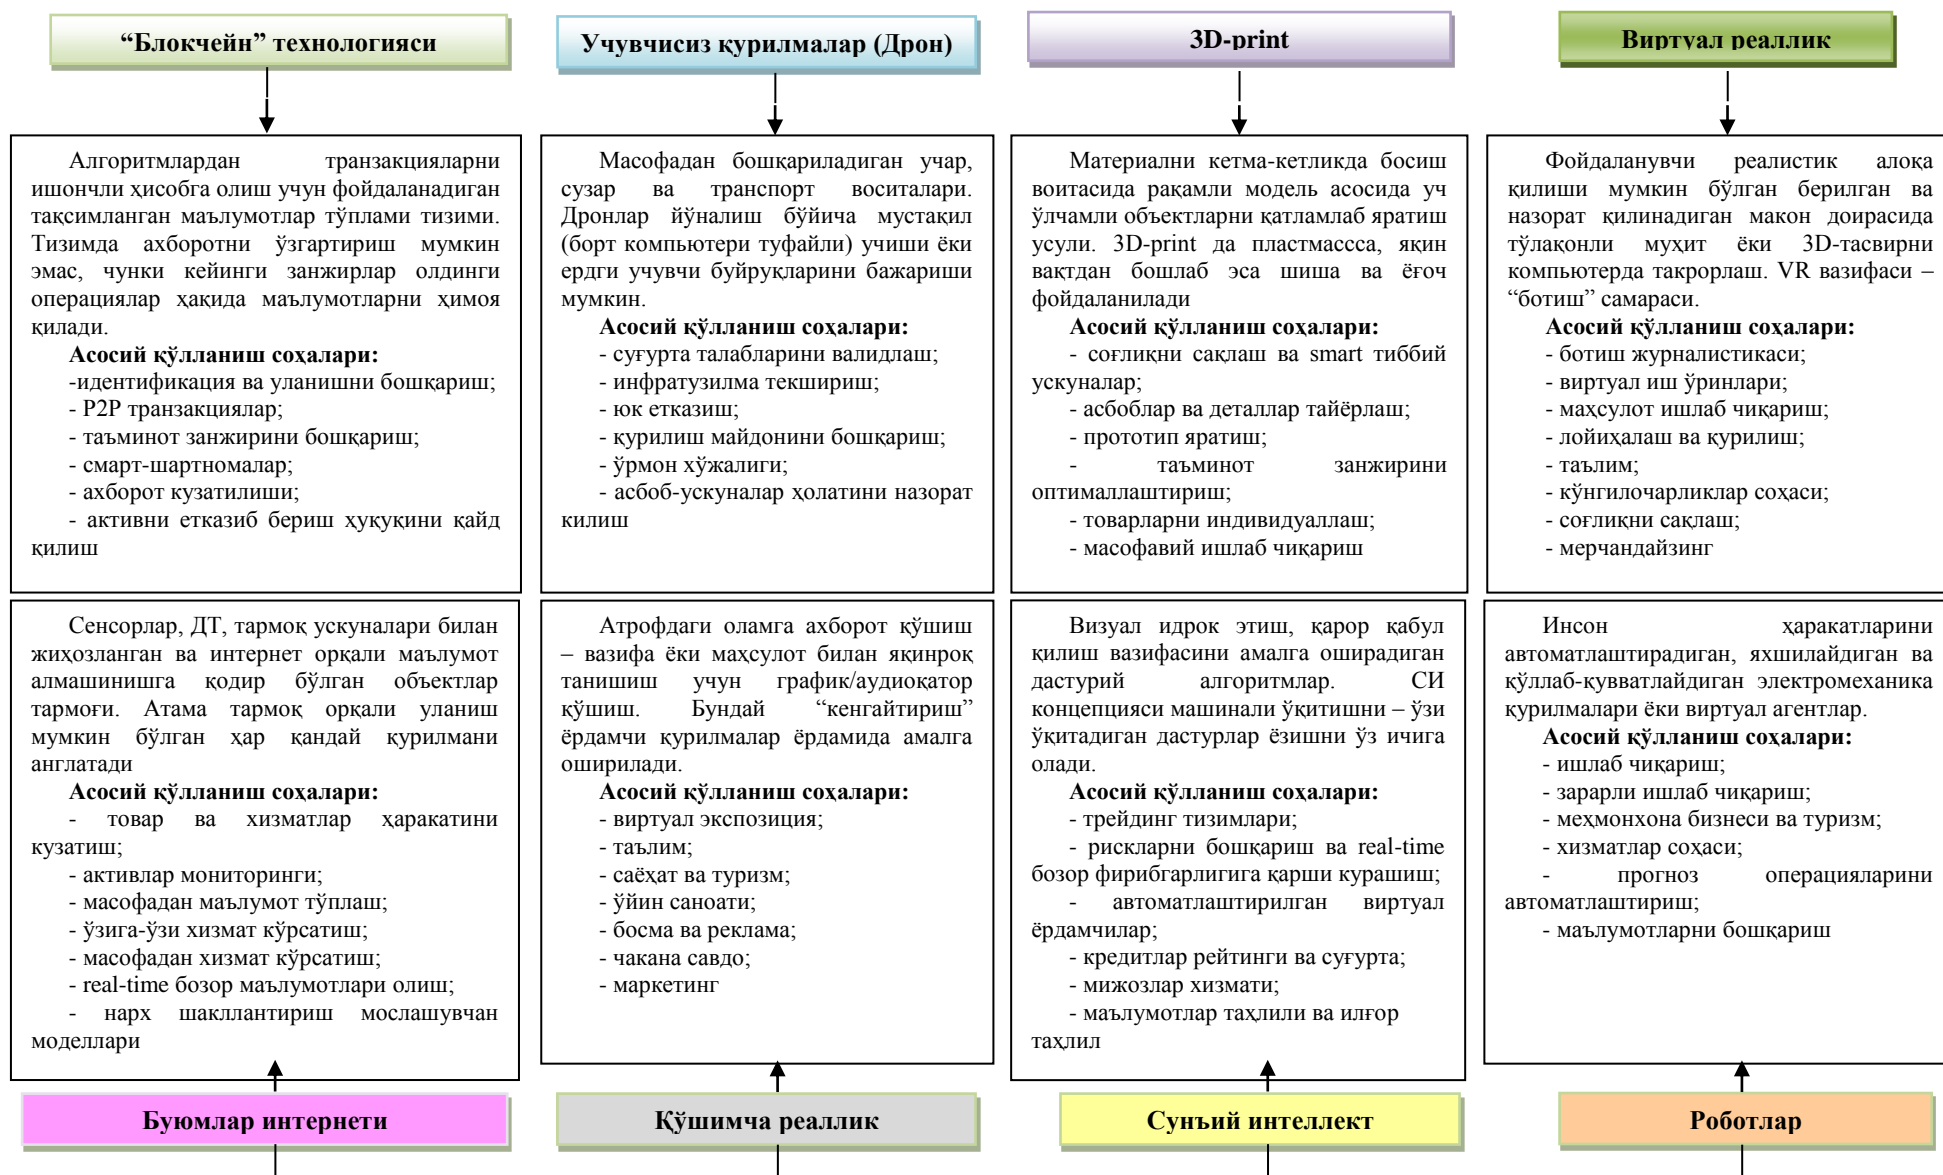 “Блокчейн” технологияси
Учувчисиз қурилмалар (Дрон)
3D-print
Виртуал реаллик
Алгоритмлардан транзакцияларни
ишончли ҳисобга олиш учун фойдаланадиган
тақсимланган маълумотлар тўплами тизими.
Тизимда ахборотни ўзгартириш мумкин
эмас, чунки кейинги занжирлар олдинги
операциялар ҳақида маълумотларни ҳимоя
қилади.
Асосий қўлланиш соҳалари:
-идентификация ва уланишни бошқариш;
- P2P транзакциялар;
- таъминот занжирини бошқариш;
- смарт-шартномалар;
- ахборот кузатилиши;
- активни етказиб бериш ҳуқуқини қайд
қилиш
Масофадан бошқариладиган учар,
сузар ва транспорт воситалари.
Дронлар йўналиш бўйича мустақил
(борт компьютери туфайли) учиши ёки
ердги учувчи буйруқларини бажариши
мумкин.
Асосий қўлланиш соҳалари:
- суғурта талабларини валидлаш;
- инфратузилма текшириш;
- юк етказиш;
- қурилиш майдонини бошқариш;
- ўрмон хўжалиги;
- асбоб-ускуналар ҳолатини назорат
килиш
Материални кетма-кетликда босиш
воитасида рақамли модель асосида уч
ўлчамли объектларни қатламлаб яратиш
усули. 3D-print да пластмассса, яқин
вақтдан бошлаб эса шиша ва ёғоч
фойдаланилади
Асосий қўлланиш соҳалари:
- соғлиқни сақлаш ва smart тиббий
ускуналар;
- асбоблар ва деталлар тайёрлаш;
- прототип яратиш;
- таъминот занжирини
оптималлаштириш;
- товарларни индивидуаллаш;
- масофавий ишлаб чиқариш
Фойдаланувчи реалистик алоқа
қилиши мумкин бўлган берилган ва
назорат қилинадиган макон доирасида
тўлақонли муҳит ёки 3D-тасвирни
компьютерда такрорлаш. VR вазифаси –
“ботиш” самараси.
Асосий қўлланиш соҳалари:
- ботиш журналистикаси;
- виртуал иш ўринлари;
- маҳсулот ишлаб чиқариш;
- лойиҳалаш ва қурилиш;
- таълим;
- кўнгилочарликлар соҳаси;
- соғлиқни сақлаш;
- мерчандайзинг
Сенсорлар, ДТ, тармоқ ускуналари билан
жиҳозланган ва интернет орқали маълумот
алмашинишга қодир бўлган объектлар
тармоғи. Атама тармоқ орқали уланиш
мумкин бўлган ҳар қандай қурилмани
англатади
Асосий қўлланиш соҳалари:
- товар ва хизматлар ҳаракатини
кузатиш;
- активлар мониторинги;
- масофадан маълумот тўплаш;
- ўзига-ўзи хизмат кўрсатиш;
- масофадан хизмат кўрсатиш;
- real-time бозор маълумотлари олиш;
- нарх шакллантириш мослашувчан
моделлари
Атрофдаги оламга ахборот қўшиш
– вазифа ёки маҳсулот билан яқинроқ
танишиш учун график/аудиоқатор
қўшиш. Бундай “кенгайтириш”
ёрдамчи қурилмалар ёрдамида амалга
оширилади.
Асосий қўлланиш соҳалари:
- виртуал экспозиция;
- таълим;
- саёҳат ва туризм;
- ўйин саноати;
- босма ва реклама;
- чакана савдо;
- маркетинг
Визуал идрок этиш, қарор қабул
қилиш вазифасини амалга оширадиган
дастурий алгоритмлар. СИ
концепцияси машинали ўқитишни – ўзи
ўқитадиган дастурлар ёзишни ўз ичига
олади.
Асосий қўлланиш соҳалари:
- трейдинг тизимлари;
- рискларни бошқариш ва real-time
бозор фирибгарлигига қарши курашиш;
- автоматлаштирилган виртуал
ёрдамчилар;
- кредитлар рейтинги ва суғурта;
- мижозлар хизмати;
- маълумотлар таҳлили ва илғор
таҳлил
Инсон ҳаракатларини
автоматлаштирадиган, яхшилайдиган ва
қўллаб-қувватлайдиган электромеханика
қурилмалари ёки виртуал агентлар.
Асосий қўлланиш соҳалари:
- ишлаб чиқариш;
- зарарли ишлаб чиқариш;
- меҳмонхона бизнеси ва туризм;
- хизматлар соҳаси;
- прогноз операцияларини
автоматлаштириш;
- маълумотларни бошқариш
Буюмлар интернети
Қўшимча реаллик
Сунъий интеллект
Роботлар